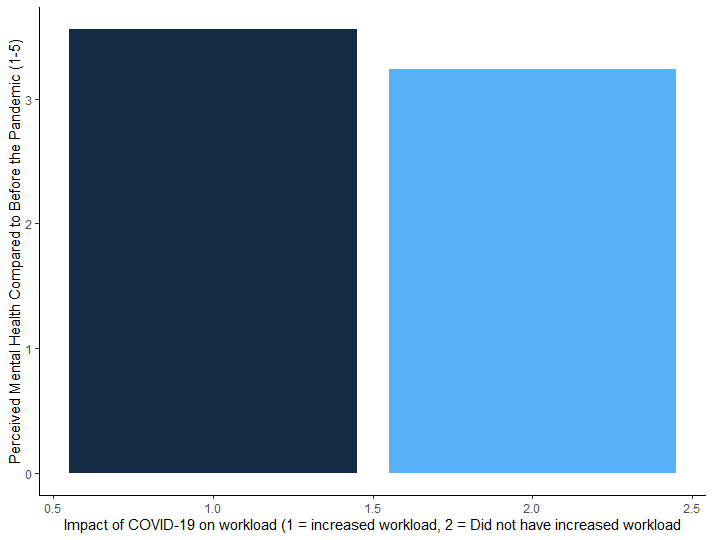 Perceived Mental Health Compared to Before the Pandemic (1-5)
3
2
1
0
0.5 1.0 1.5 2.0 2.5
Impact of COVID-19 on workload (1 = increased workload, 2 = Did not have increased workload